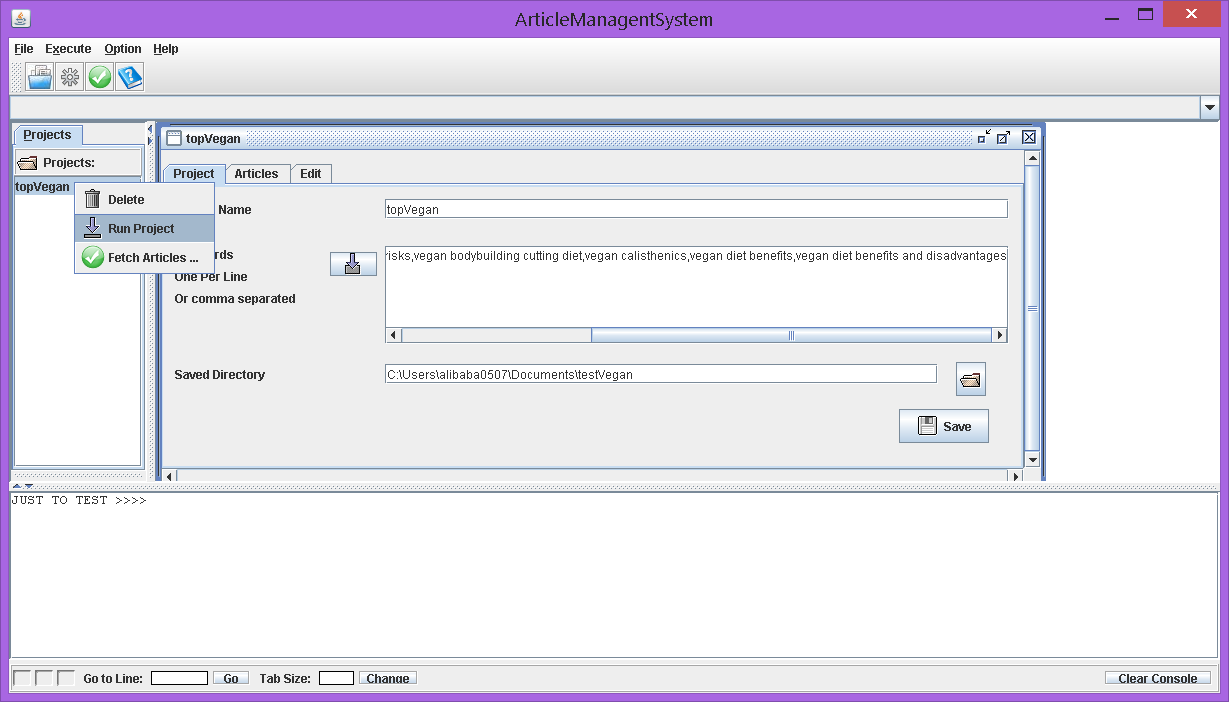 ArticleManagentSystem
File Execute Option Help
Projects
Projects:
topVegan
Delete
Run Project
Fetch Articles ...
topVegan
Project Articles Edit
Name
topVegan
rds
One Per Line
Or comma separated
risks,vegan bodybuilding cutting diet,vegan calisthenics,vegan diet benefits,vegan diet benefits and disadvantages
Saved Directory
C:\Users\alibaba0507\Documents\testVegan
Save
JUST TO TEST >>>>
Go to Line: Go Tab Size: Change Clear Console